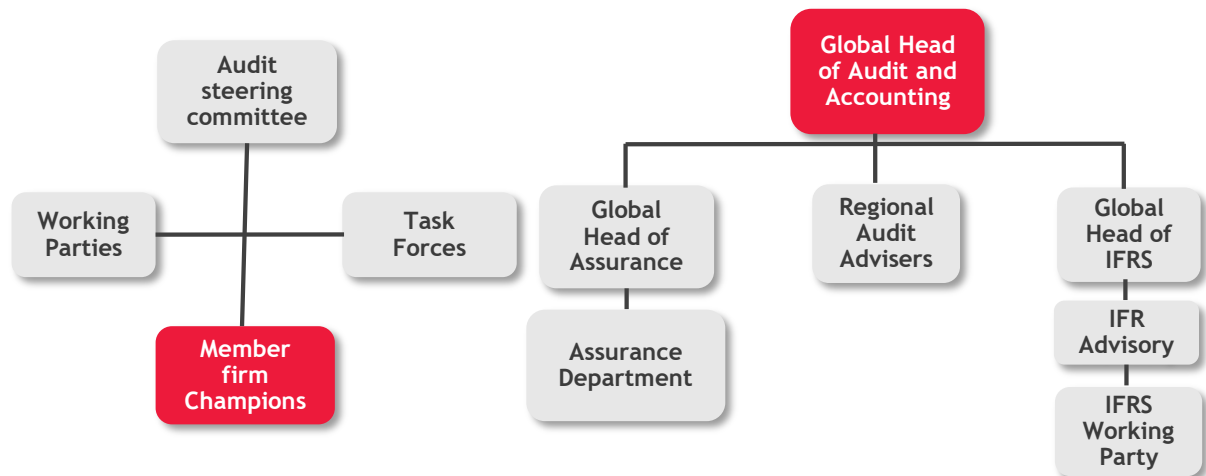 Audit
steering
committee
Working
Parties
Task
Forces
Member
firm
Champions
Global Head
of Audit and
Accounting
Global
Head of
Assurance
Regional
Audit
Advisers
Global
Head of
IFRS
Assurance
Department
IFR
Advisory
IFRS
Working
Party